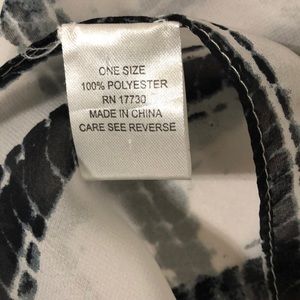 ONE SIZE
100% POLYESTER
RN 17730
MADE IN CHINA
CARE SEE REVERSE